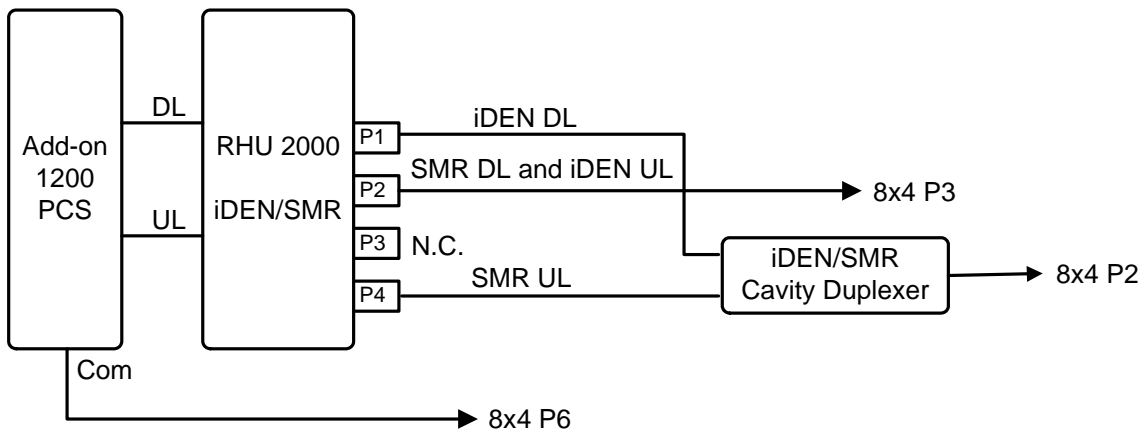 Add-on
1200
PCS
DL
UL
Com
RHU 2000
iDEN/SMR
P1
P2
P3
P4
iDEN DL
SMR DL and iDEN UL
N.C.
SMR UL
8x4 P3
iDEN/SMR
Cavity Duplexer
8x4 P2
8x4 P6